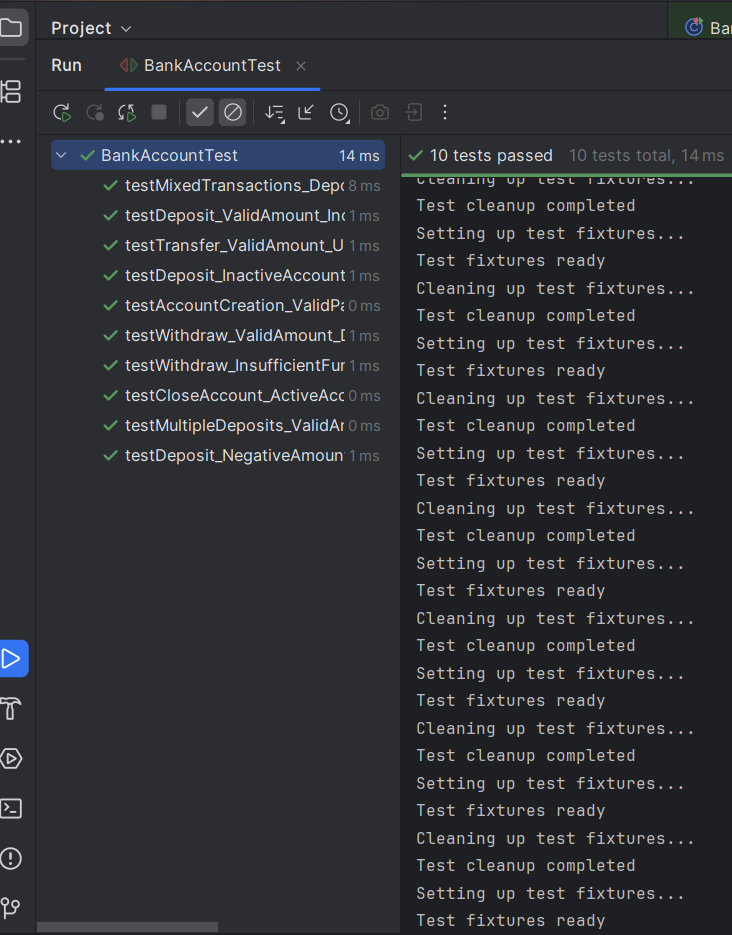 Project
Ba
Run
BankAccountTest
BankAccountTest 14 ms
testMixedTransactions_Depo 8 ms
testDeposit_ValidAmount_Inc 1 ms
testTransfer_ValidAmount_U 1 ms
testDeposit_InactiveAccount 1 ms
testAccountCreation_ValidPa 0 ms
testWithdraw_ValidAmount_D 1 ms
testWithdraw_InsufficientFun 1 ms
testCloseAccount_ActiveAcc 0 ms
testMultipleDeposits_ValidAm 0 ms
testDeposit_NegativeAmoun 1 ms
10 tests passed 10 tests total, 14 ms
Cleaning up test fixtures...
Test cleanup completed
Setting up test fixtures...
Test fixtures ready
Cleaning up test fixtures...
Test cleanup completed
Setting up test fixtures...
Test fixtures ready
Cleaning up test fixtures...
Test cleanup completed
Setting up test fixtures...
Test fixtures ready
Cleaning up test fixtures...
Test cleanup completed
Setting up test fixtures...
Test fixtures ready
Cleaning up test fixtures...
Test cleanup completed
Setting up test fixtures...
Test fixtures ready
Cleaning up test fixtures...
Test cleanup completed
Setting up test fixtures...
Test fixtures ready
Cleaning up test fixtures...
Test cleanup completed
Setting up test fixtures...
Test fixtures ready